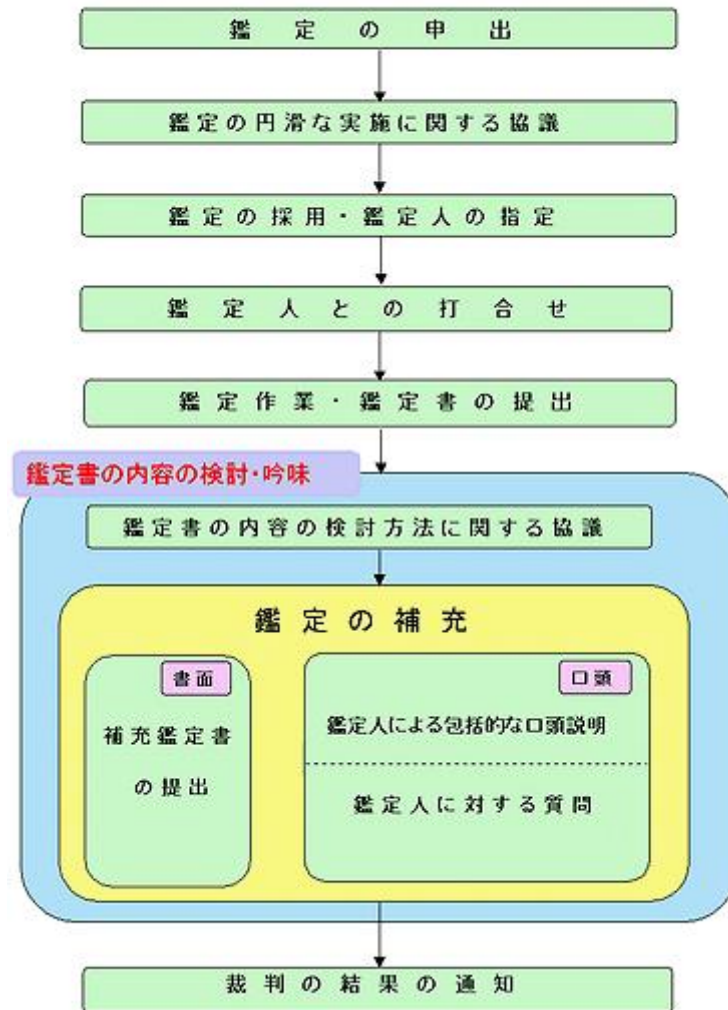 鑑定の申出
鑑定の円滑な実施に関する協議
鑑定の採用・鑑定人の指定
鑑定人との打合せ
鑑定作業・鑑定書の提出
鑑定書の内容の検討・吟味
鑑定書の内容の検討方法に関する協議
鑑定の補充
書面
補充鑑定書
の提出
口頭
鑑定人による包括的な口頭説明
鑑定人に対する質問
裁判の結果の通知